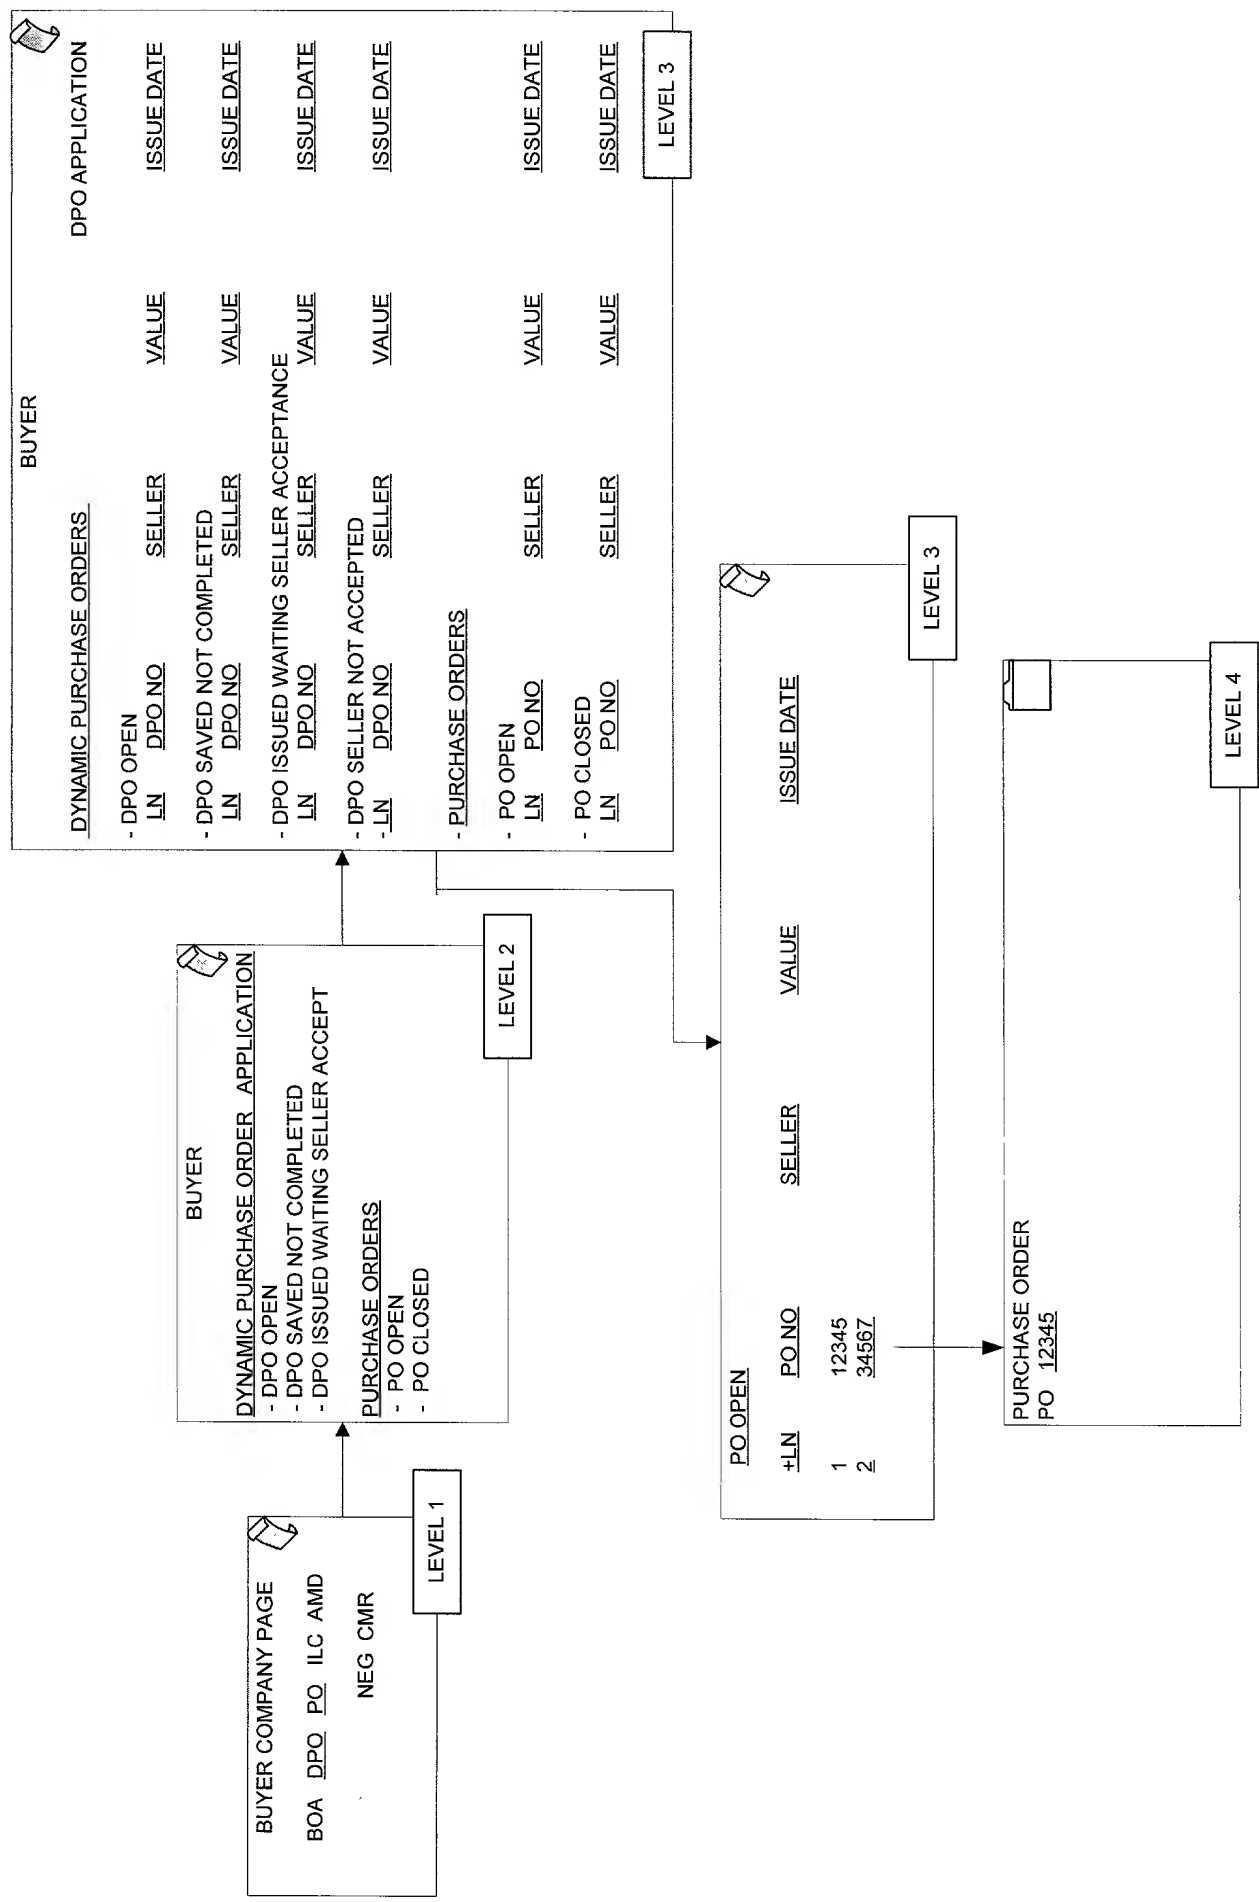 BUYER COMPANY PAGE
BOA DPO PO ILC AMD
NEG CMR
LEVEL 1
BUYER
DYNAMIC PURCHASE ORDER APPLICATION
- DPO OPEN
- DPO SAVED NOT COMPLETED
- DPO ISSUED WAITING SELLER ACCEPT
PURCHASE ORDERS
- PO OPEN
- PO CLOSED
LEVEL 2
BUYER
DYNAMIC PURCHASE ORDERS DPO APPLICATION
- DPO OPEN
LN DPO NO SELLER VALUE ISSUE DATE
- DPO SAVED NOT COMPLETED
LN DPO NO SELLER VALUE ISSUE DATE
- DPO ISSUED WAITING SELLER ACCEPTANCE
LN DPO NO SELLER VALUE ISSUE DATE
- DPO SELLER NOT ACCEPTED
- LN DPO NO SELLER VALUE ISSUE DATE
- PURCHASE ORDERS
- PO OPEN
LN PO NO SELLER VALUE ISSUE DATE
- PO CLOSED
LN PO NO SELLER VALUE ISSUE DATE
LEVEL 3
PO OPEN
+LN PO NO SELLER VALUE ISSUE DATE
1 12345
2 34567
LEVEL 3
PURCHASE ORDER
PO 12345
LEVEL 4